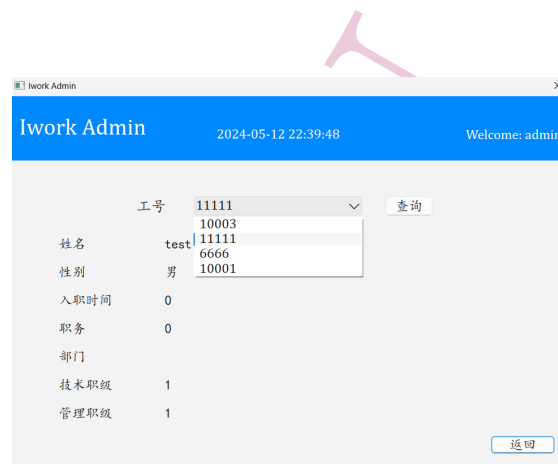 Iwork Admin
Iwork Admin
2024-05-12 22:39:48
Welcome: admin
工号 11111 查询
10003
11111
6666
10001
姓名 test
性别 男
入职时间 0
职务 0
部门
技术职级 1
管理职级 1
返回